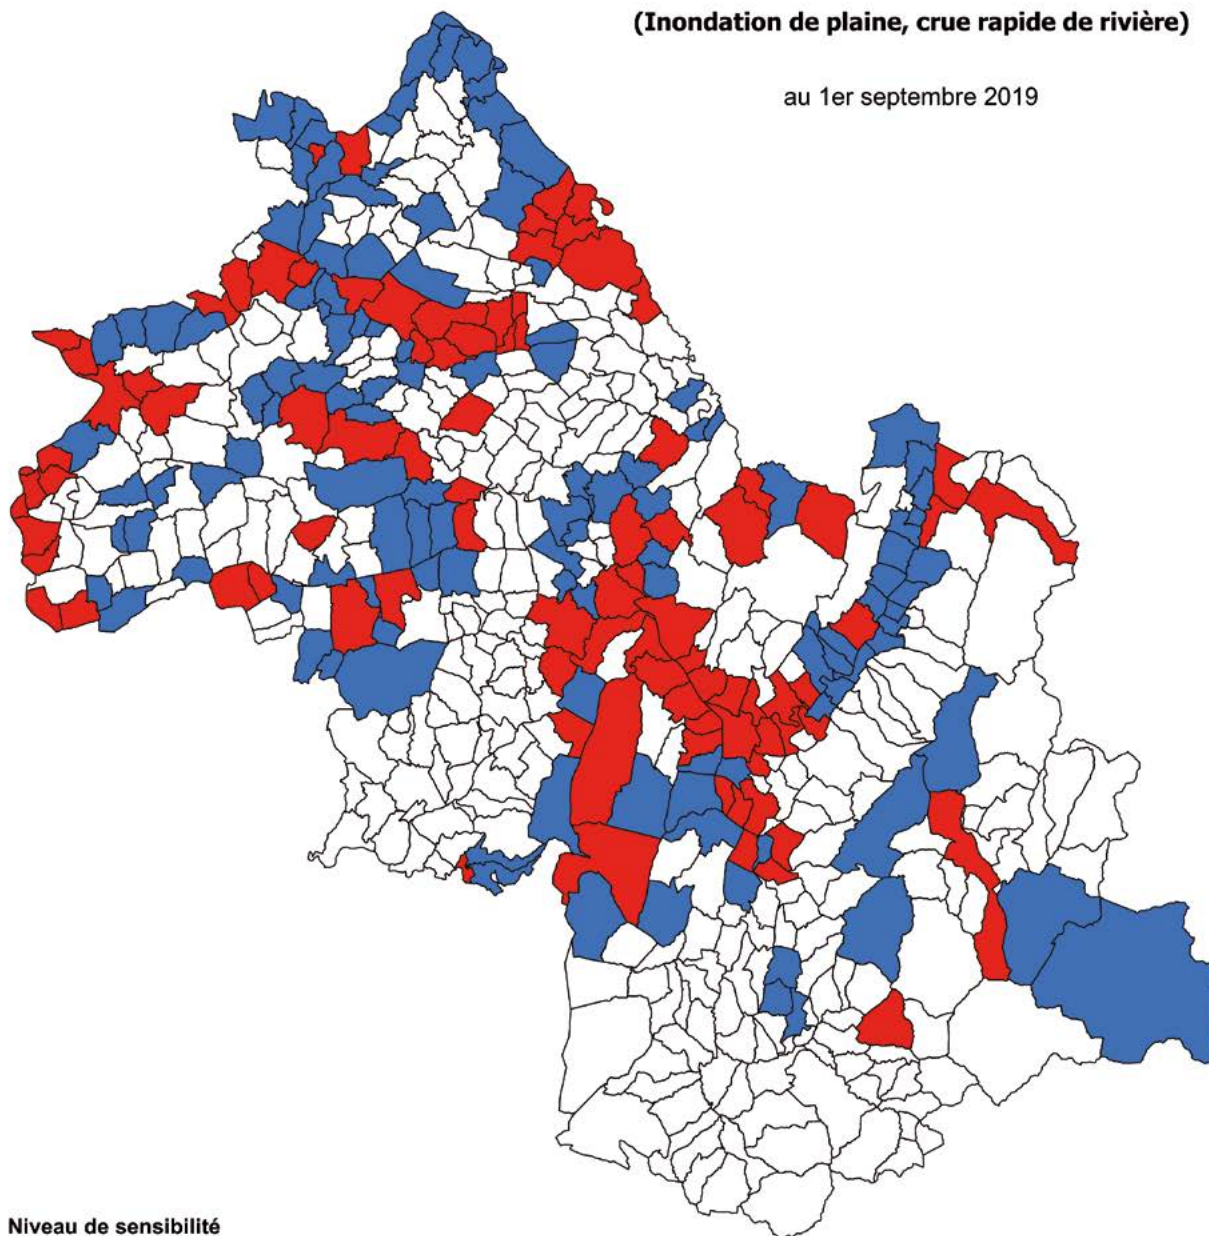 (Inondation de plaine, crue rapide de rivière)
au 1er septembre 2019
Niveau de sensibilité